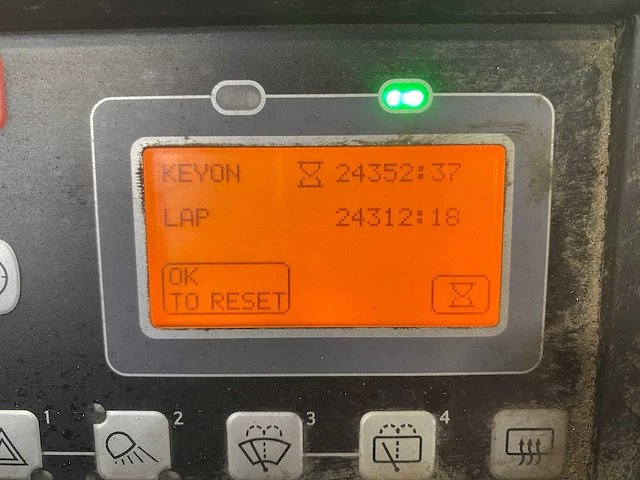 KEYON 24352:37
LAP 24312:18
OK
TO RESET
1 2 3 4